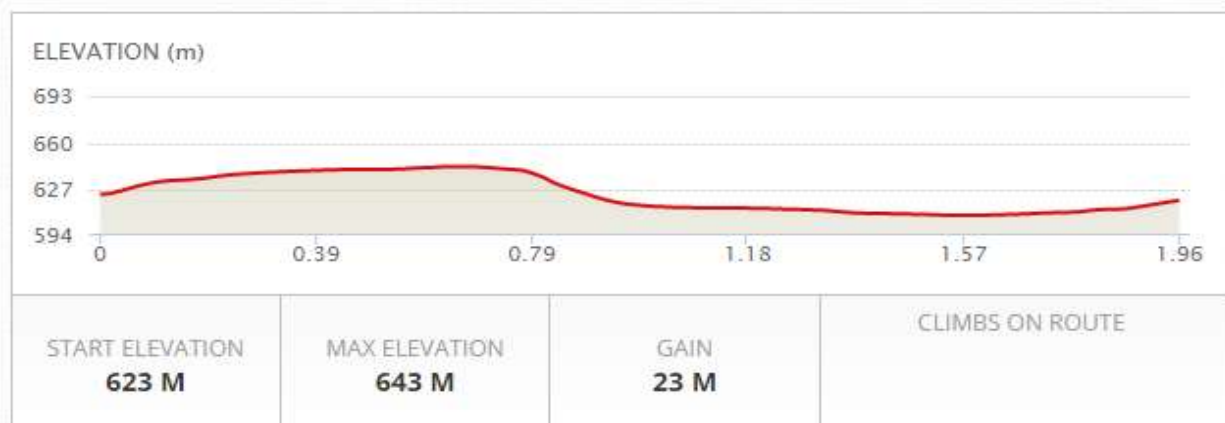 ELEVATION (m)
693
660
627
594
0 0.39 0.79 1.18 1.57 1.96
START ELEVATION
623 M
MAX ELEVATION
643 M
GAIN
23 M
CLIMBS ON ROUTE